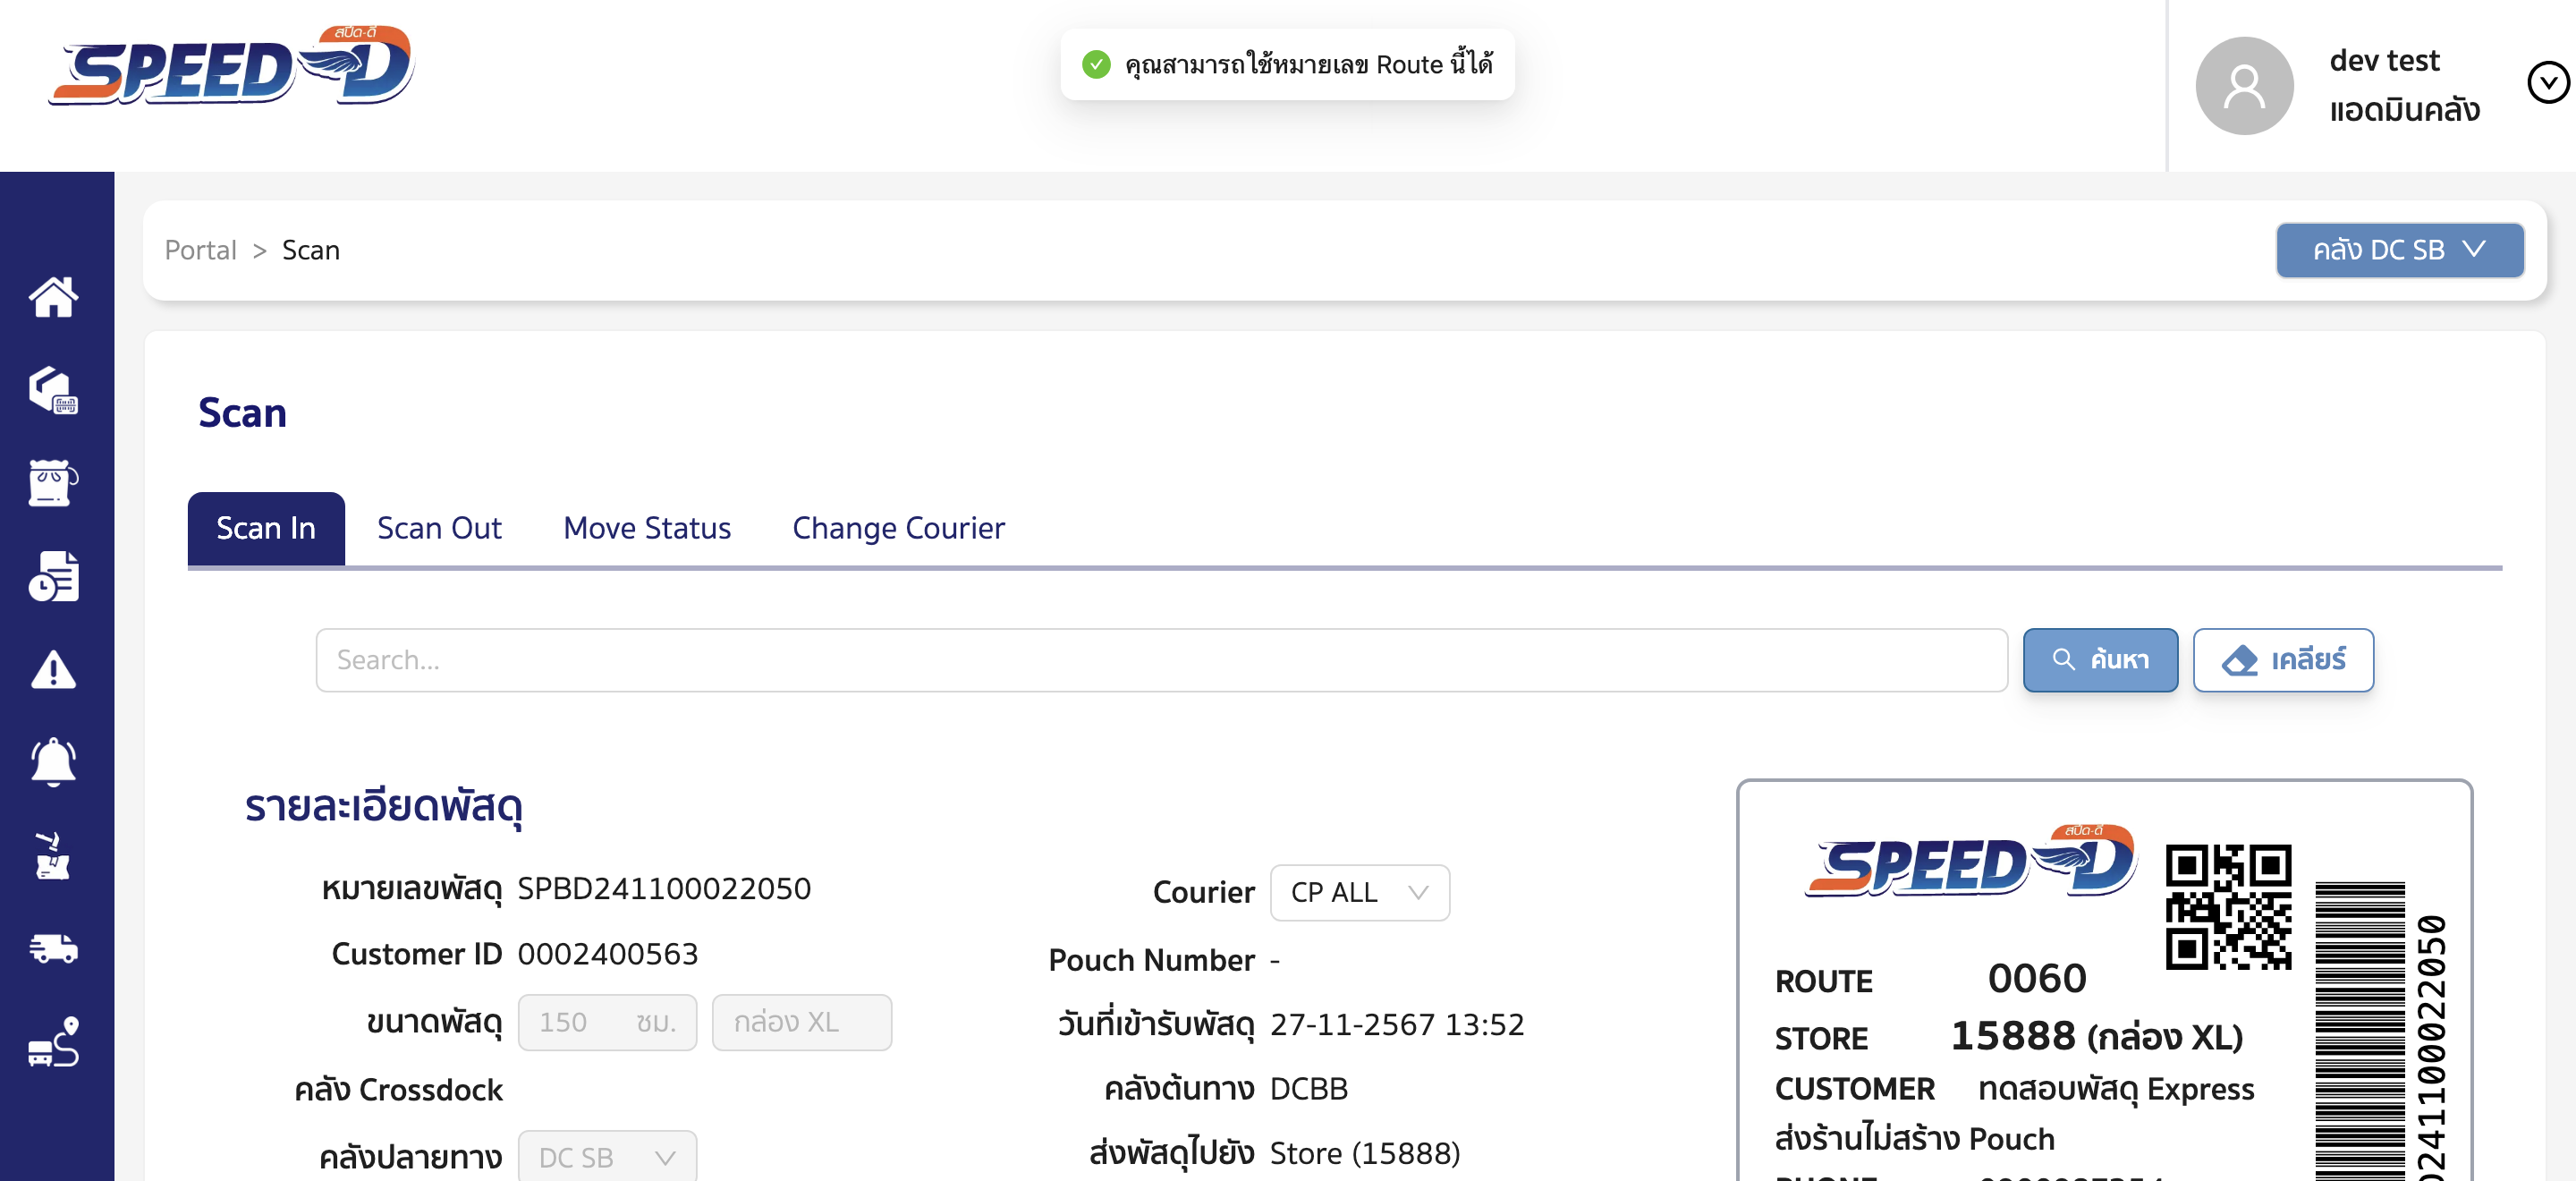 สปีด-ดี
SPEED-D
คุณสามารถใช้หมายเลข Route นี้ได้
dev test
แอดมินคลัง
Portal > Scan
คลัง DC SB
Scan
Scan In
Scan Out
Move Status
Change Courier
Search...
ค้นหา
เคลียร์
รายละเอียดพัสดุ
หมายเลขพัสดุ SPBD241100022050
Customer ID 0002400563
ขนาดพัสดุ 150 ซม. กล่อง XL
คลัง Crossdock
คลังปลายทาง DC SB
Courier CP ALL
Pouch Number -
วันที่เข้ารับพัสดุ 27-11-2567 13:52
คลังต้นทาง DCBB
ส่งพัสดุไปยัง Store (15888)
สปีด-ดี
SPEED-D
ROUTE 0060
STORE 15888 (กล่อง XL)
CUSTOMER ทดสอบพัสดุ Express
ส่งร้านไม่สร้าง Pouch
PHONE
D241100022050